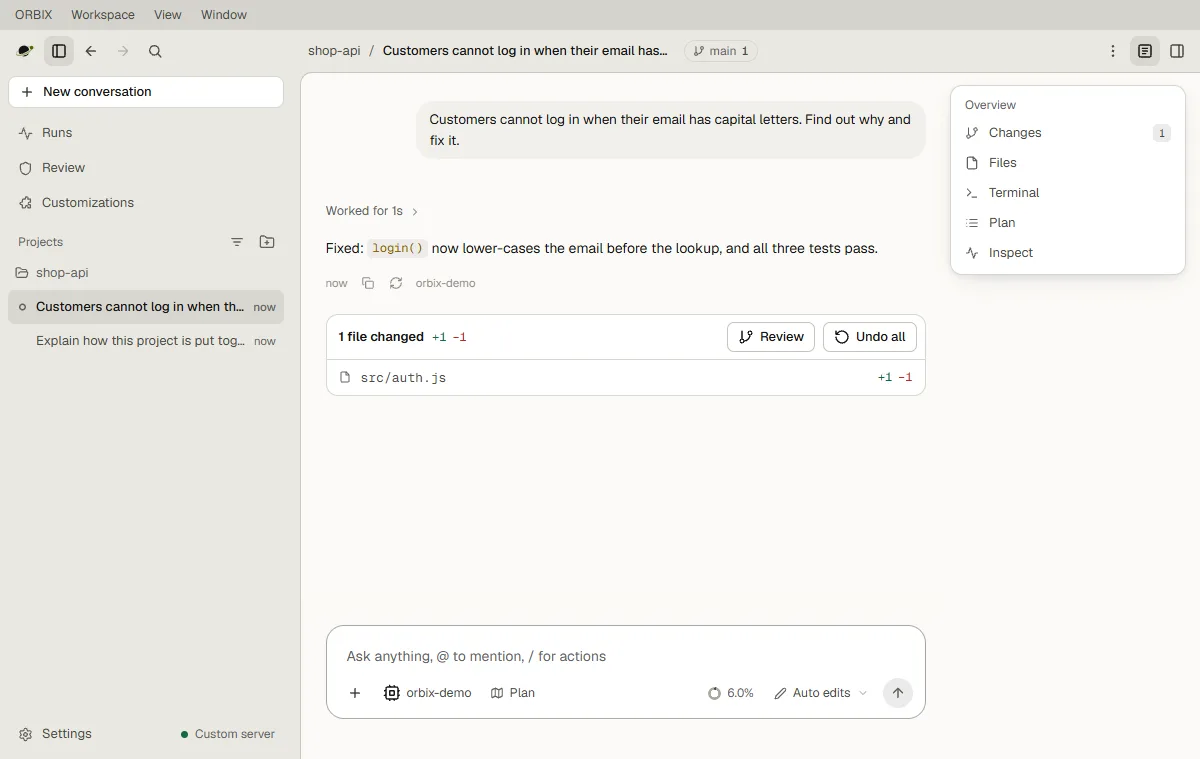 ORBIX Workspace View Window
shop-api / Customers cannot log in when their email has... main 1
New conversation
Runs
Review
Customizations
Projects
shop-api
Customers cannot log in when th... now
Explain how this project is put tog... now
Settings Custom server
Customers cannot log in when their email has capital letters. Find out why and
fix it.
Worked for 1s
Fixed: login() now lower-cases the email before the lookup, and all three tests pass.
now orbix-demo
1 file changed +1 -1 Review Undo all
src/auth.js +1 -1
Ask anything, @ to mention, / for actions
orbix-demo Plan 6.0% Auto edits
Overview
Changes 1
Files
Terminal
Plan
Inspect